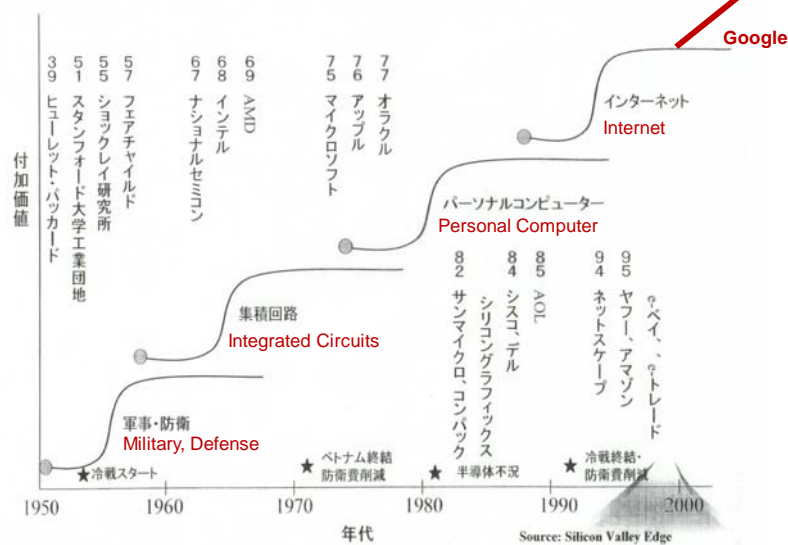 Google
39 ヒューレット・パッカード
51 スタンフォード大学工業団地
55 ショックレイ研究所
57 フェアチャイルド
67 ナショナルセミコン
68 インテル
69 AMD
75 マイクロソフト
76 アップル
77 オラクル
インターネット
Internet
付加価値
パーソナルコンピューター
Personal Computer
82 サンマイクロ、コンパック
シリコングラフィックス
84 シスコ、デル
85 AOL
94 ネットスケープ
95 ヤフー、アマゾン
e-ベイ、、e-トレード
集積回路
Integrated Circuits
軍事・防衛
Military, Defense
★冷戦スタート
★ベトナム終結
防衛費削減
★半導体不況
★冷戦終結・
防衛費削減
1950 1960 1970 1980 1990 2000
年代
Source: Silicon Valley Edge